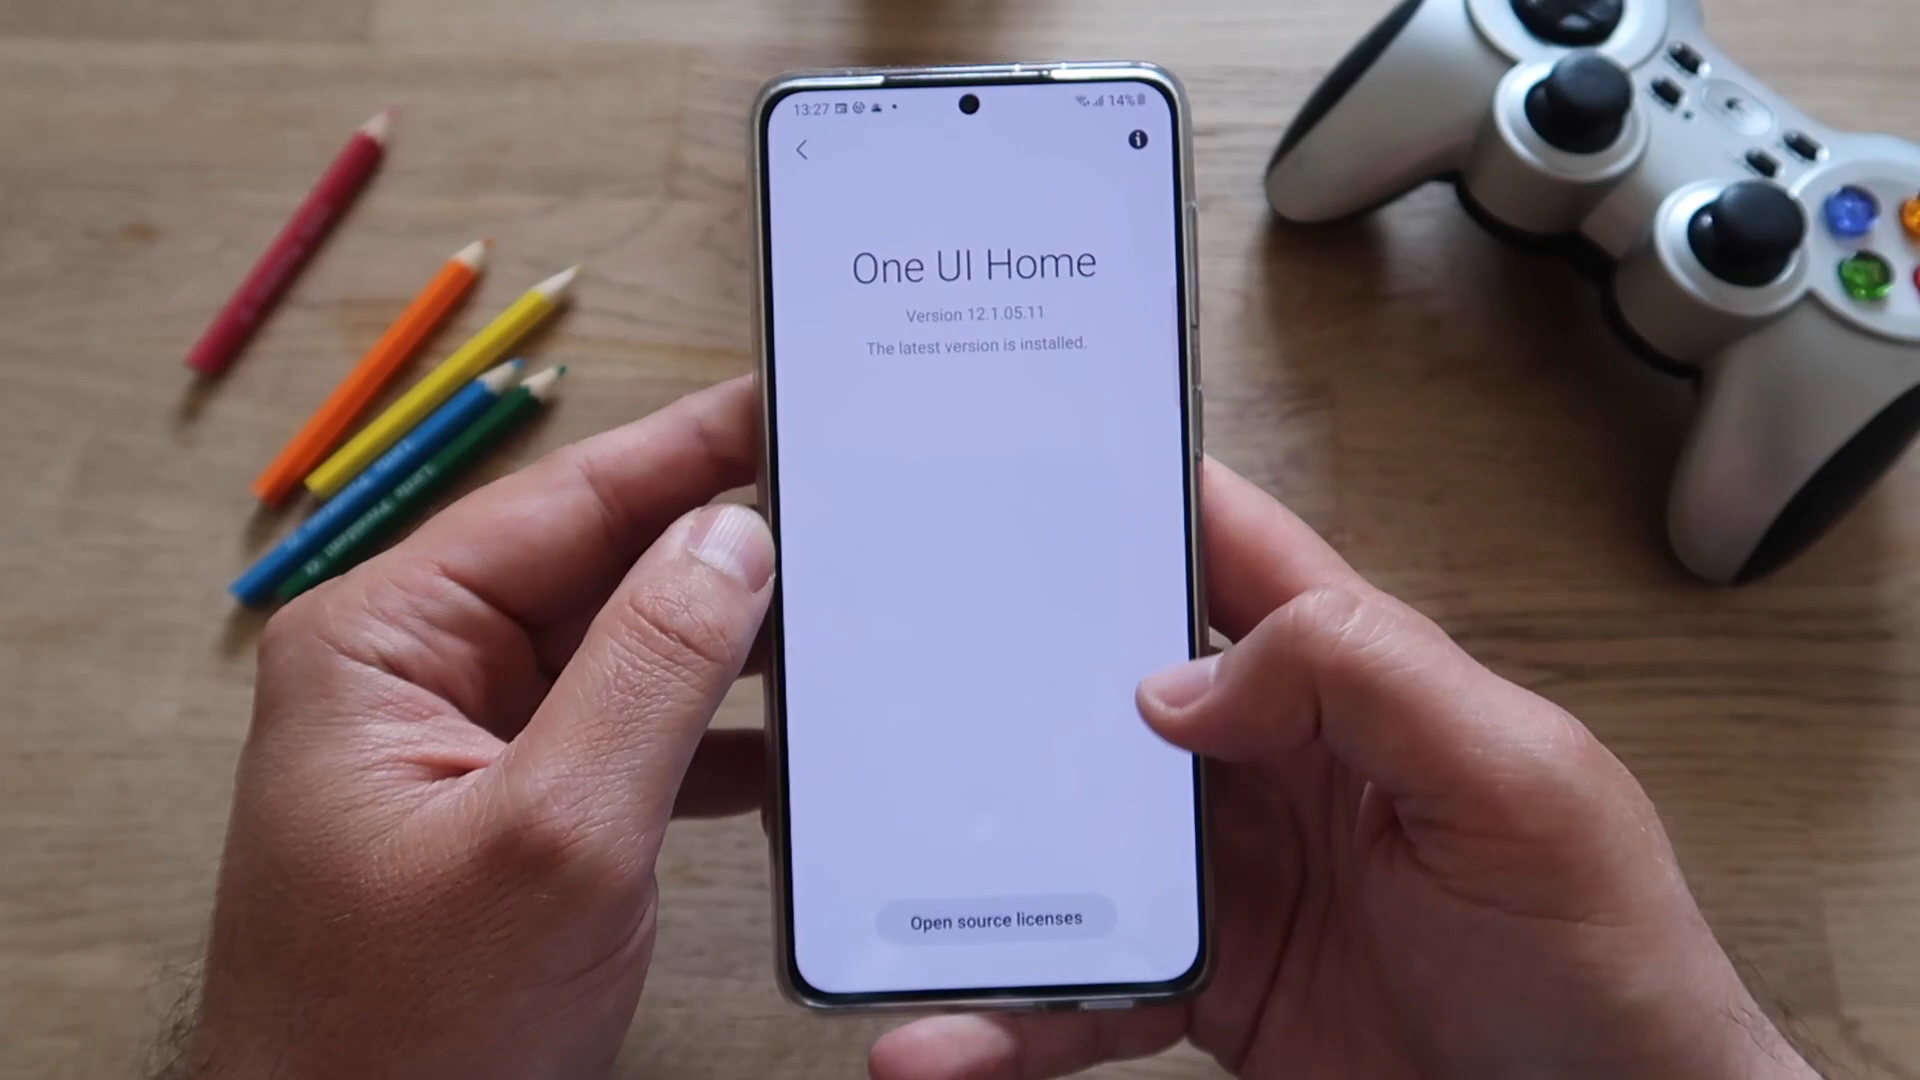 13:27
14%
One UI Home
Version 12.1.05.11
The latest version is installed.
Open source licenses